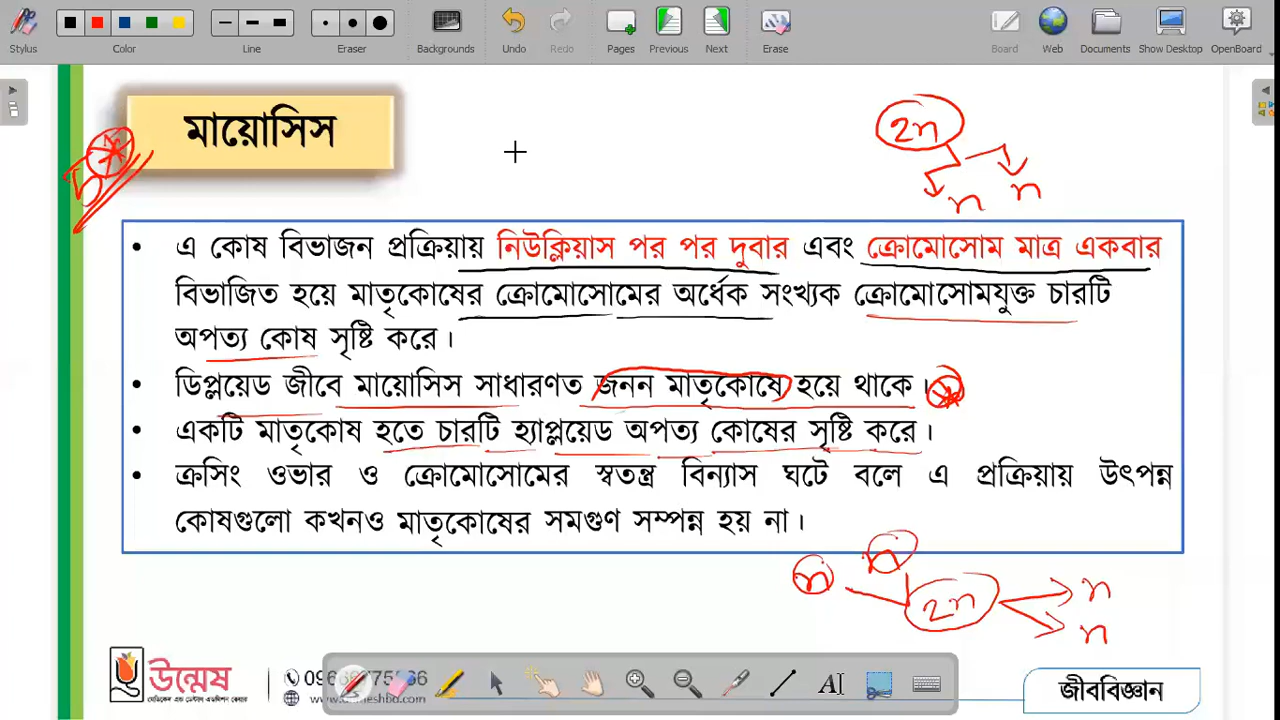 Stylus
Color
Line
Eraser
Backgrounds
Undo
Redo
Pages
Previous
Next
Erase
Board
Web
Documents
Show Desktop
OpenBoard
মায়োসিস
2n
n
n
• এ কোষ বিভাজন প্রক্রিয়ায় নিউক্লিয়াস পর পর দুবার এবং ক্রোমোসোম মাত্র একবার
বিভাজিত হয়ে মাতৃকোষের ক্রোমোসোমের অর্ধেক সংখ্যক ক্রোমোসোমযুক্ত চারটি
অপত্য কোষ সৃষ্টি করে।
• ডিপ্লয়েড জীবে মায়োসিস সাধারণত জনন মাতৃকোষে হয়ে থাকে।
• একটি মাতৃকোষ হতে চারটি হ্যাপ্লয়েড অপত্য কোষের সৃষ্টি করে।
• ক্রসিং ওভার ও ক্রোমোসোমের স্বতন্ত্র বিন্যাস ঘটে বলে এ প্রক্রিয়ায় উৎপন্ন
কোষগুলো কখনও মাতৃকোষের সমগুণ সম্পন্ন হয় না।
n
n
2n
n
n
উন্মেষ
মেডিকেল এন্ড ডেন্টাল এডমিশন কেয়ার
জীববিজ্ঞান